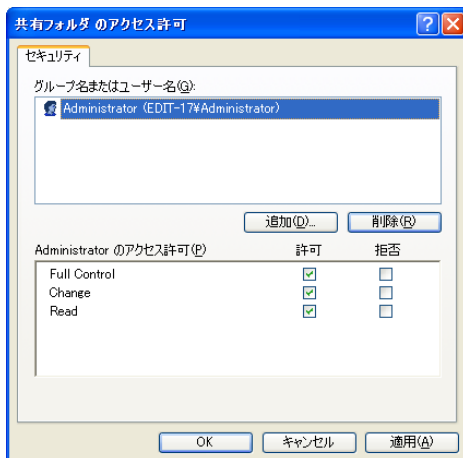 共有フォルダ のアクセス許可
セキュリティ
グループ名またはユーザー名(G):
Administrator (EDIT-17¥Administrator)
追加(D)... 削除(R)
Administrator のアクセス許可(P) 許可 拒否
Full Control
Change
Read
OK キャンセル 適用(A)